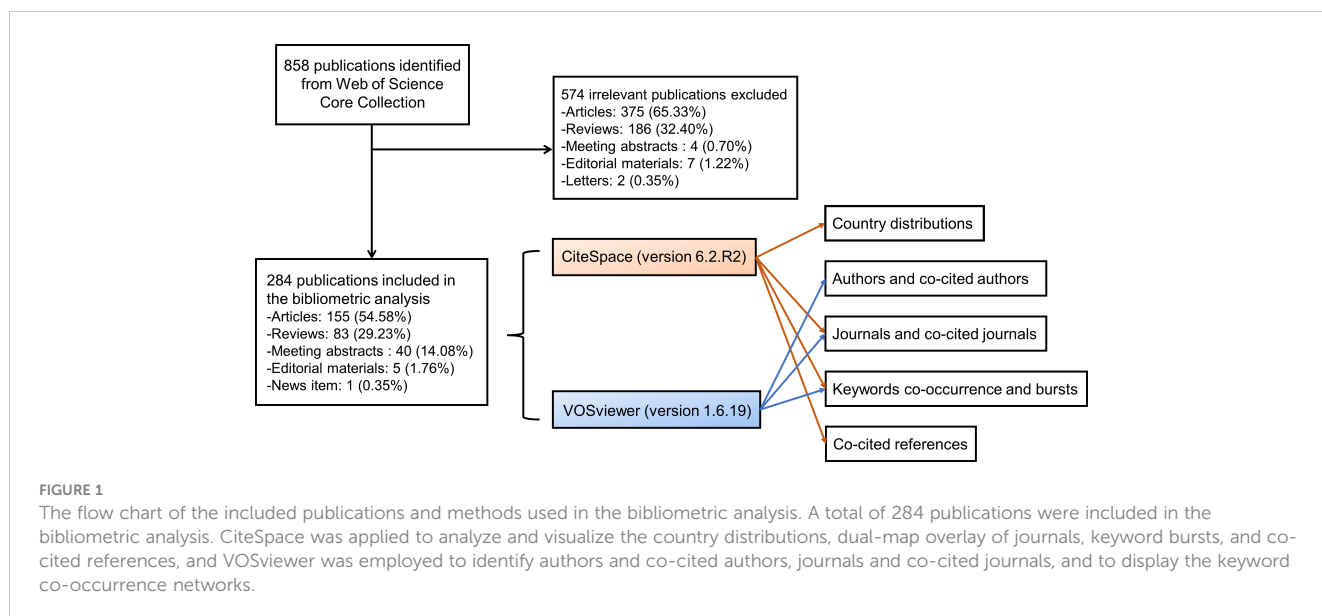 858 publications identified
from Web of Science
Core Collection
574 irrelevant publications excluded
-Articles: 375 (65.33%)
-Reviews: 186 (32.40%)
-Meeting abstracts : 4 (0.70%)
-Editorial materials: 7 (1.22%)
-Letters: 2 (0.35%)
284 publications included in
the bibliometric analysis
-Articles: 155 (54.58%)
-Reviews: 83 (29.23%)
-Meeting abstracts : 40 (14.08%)
-Editorial materials: 5 (1.76%)
-News item: 1 (0.35%)
CiteSpace (version 6.2.R2)
VOSviewer (version 1.6.19)
Country distributions
Authors and co-cited authors
Journals and co-cited journals
Keywords co-occurrence and bursts
Co-cited references
FIGURE 1
The flow chart of the included publications and methods used in the bibliometric analysis. A total of 284 publications were included in the
bibliometric analysis. CiteSpace was applied to analyze and visualize the country distributions, dual-map overlay of journals, keyword bursts, and co-
cited references, and VOSviewer was employed to identify authors and co-cited authors, journals and co-cited journals, and to display the keyword
co-occurrence networks.